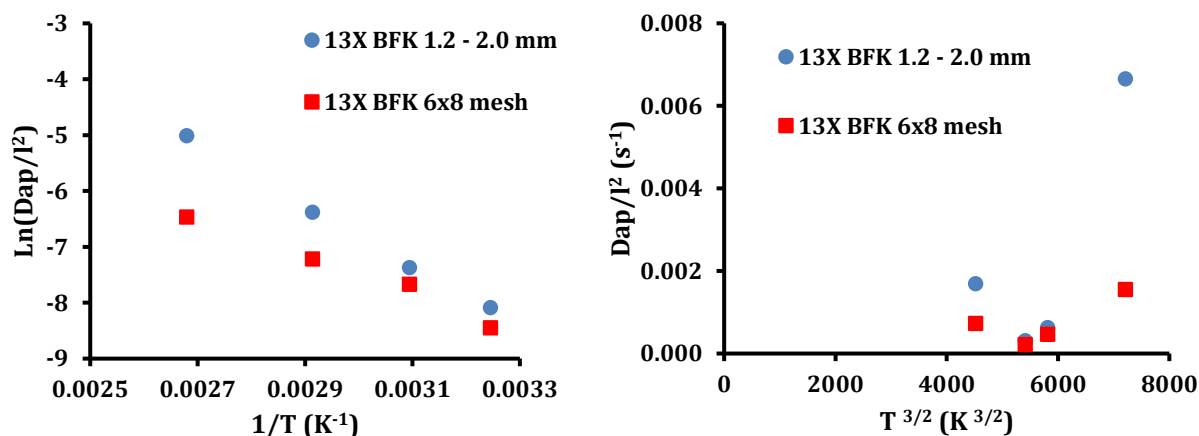 -3
-4
-5
-6
-7
-8
-9
Ln(Dap/l²)
13X BFK 1.2 - 2.0 mm
13X BFK 6x8 mesh
0.0025
0.0027
0.0029
0.0031
0.0033
1/T (K⁻¹)
0.008
0.006
0.004
0.002
0.000
Dap/l² (s⁻¹)
13X BFK 1.2 - 2.0 mm
13X BFK 6x8 mesh
0
2000
4000
6000
8000
T ³/² (K ³/²)